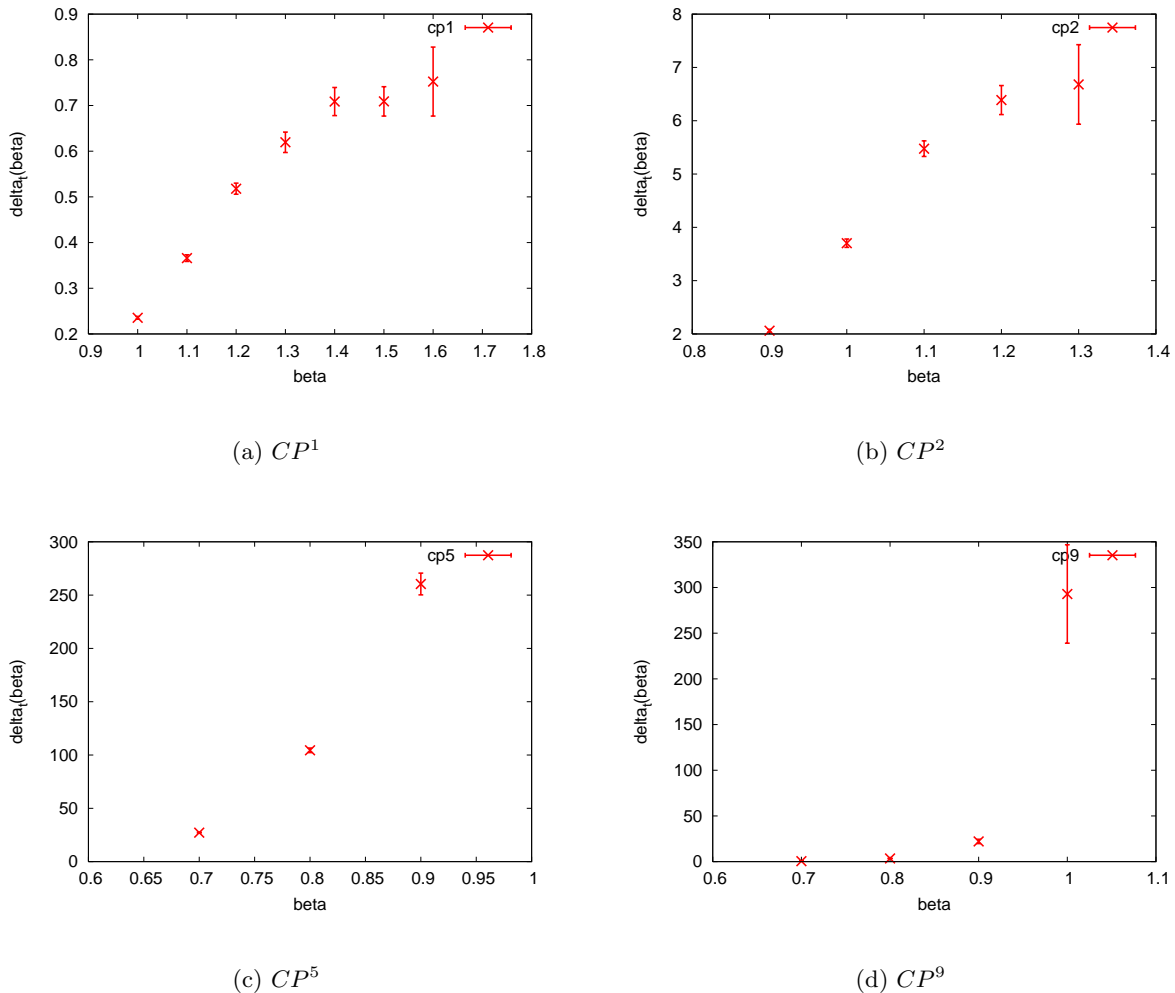 0.9
0.8
0.7
0.6
0.5
0.4
0.3
0.2
0.9 1 1.1 1.2 1.3 1.4 1.5 1.6 1.7 1.8
delta_t(beta)
beta
cp1
(a) CP^1
8
7
6
5
4
3
2
0.8 0.9 1 1.1 1.2 1.3 1.4
delta_t(beta)
beta
cp2
(b) CP^2
300
250
200
150
100
50
0
0.6 0.65 0.7 0.75 0.8 0.85 0.9 0.95 1
delta_t(beta)
beta
cp5
(c) CP^5
350
300
250
200
150
100
50
0
0.6 0.7 0.8 0.9 1 1.1
delta_t(beta)
beta
cp9
(d) CP^9